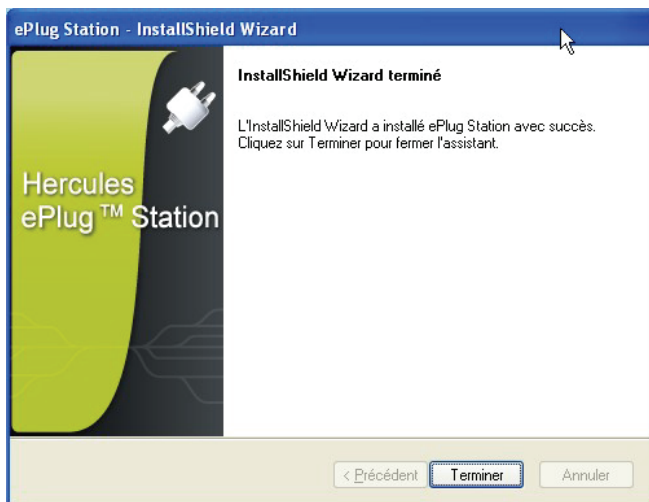 ePlug Station - InstallShield Wizard
InstallShield Wizard terminé
L'InstallShield Wizard a installé ePlug Station avec succès.
Cliquez sur Terminer pour fermer l'assistant.
Hercules
ePlug™ Station
< Précédent
Terminer
Annuler